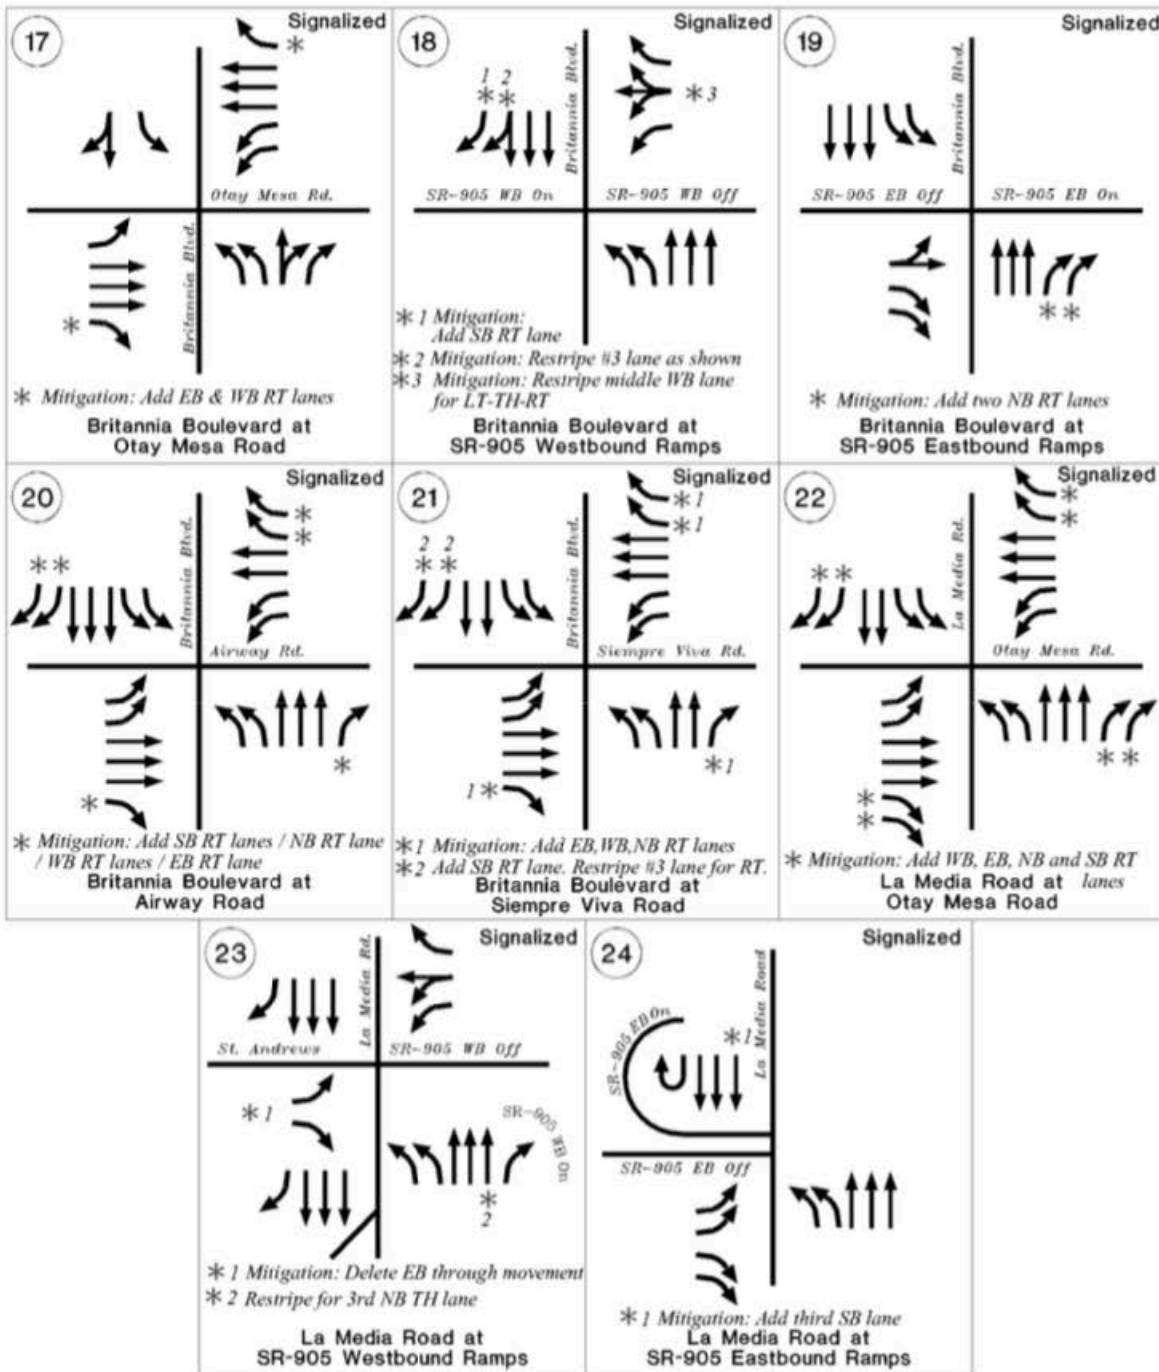 17
Signalized
*
Otay Mesa Rd.
Britannia Blvd.
*
* Mitigation: Add EB & WB RT lanes
Britannia Boulevard at
Otay Mesa Road
18
Signalized
1 2
* *
Britannia Blvd.
* 3
SR-905 WB On
SR-905 WB Off
* 1 Mitigation:
Add SB RT lane
* 2 Mitigation: Restripe #3 lane as shown
* 3 Mitigation: Restripe middle WB lane
for LT-TH-RT
Britannia Boulevard at
SR-905 Westbound Ramps
19
Signalized
Britannia Blvd.
SR-905 EB Off
SR-905 EB On
* *
* Mitigation: Add two NB RT lanes
Britannia Boulevard at
SR-905 Eastbound Ramps
20
Signalized
*
*
* *
Britannia Blvd.
Airway Rd.
*
*
* Mitigation: Add SB RT lanes / NB RT lane
/ WB RT lanes / EB RT lane
Britannia Boulevard at
Airway Road
21
Signalized
* 1
* 1
2 2
* *
Britannia Blvd.
Siempre Viva Rd.
* 1
1 *
* 1 Mitigation: Add EB, WB, NB RT lanes
* 2 Add SB RT lane. Restripe #3 lane for RT.
Britannia Boulevard at
Siempre Viva Road
22
Signalized
*
*
* *
La Media Rd.
Otay Mesa Rd.
* *
*
*
* Mitigation: Add WB, EB, NB and SB RT
lanes
La Media Road at
Otay Mesa Road
23
Signalized
La Media Rd.
St. Andrews
SR-905 WB Off
* 1
SR-905 WB On
*
2
* 1 Mitigation: Delete EB through movement
* 2 Restripe for 3rd NB TH lane
La Media Road at
SR-905 Westbound Ramps
24
Signalized
La Media Road
SR-905 EB On
* 1
SR-905 EB Off
* 1 Mitigation: Add third SB lane
La Media Road at
SR-905 Eastbound Ramps